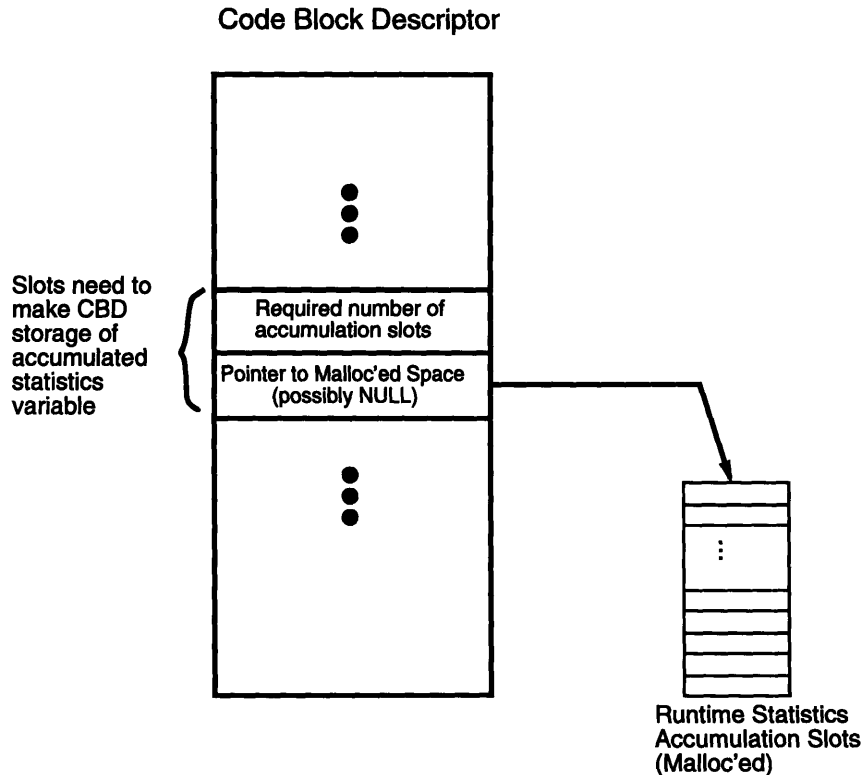 Code Block Descriptor
Slots need to
make CBD
storage of
accumulated
statistics
variable
Required number of
accumulation slots
Pointer to Malloc'ed Space
(possibly NULL)
Runtime Statistics
Accumulation Slots
(Malloc'ed)